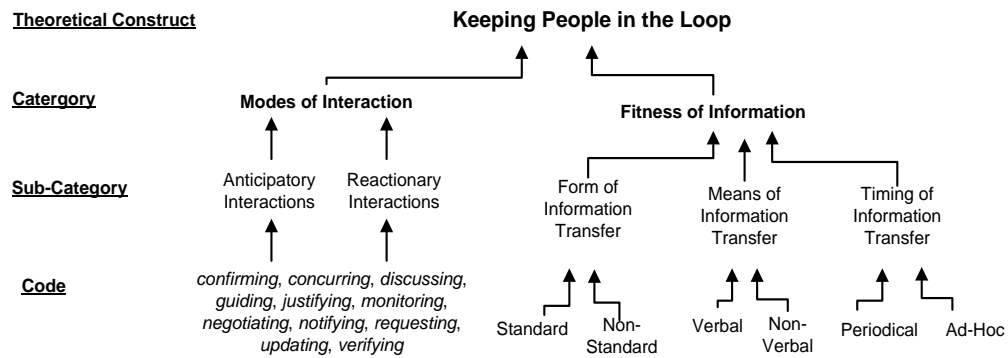 Theoretical Construct
Keeping People in the Loop
Catergory
Modes of Interaction
Fitness of Information
Sub-Category
Anticipatory
Interactions
Reactionary
Interactions
Form of
Information
Transfer
Means of
Information
Transfer
Timing of
Information
Transfer
Code
confirming, concurring, discussing,
guiding, justifying, monitoring,
negotiating, notifying, requesting,
updating, verifying
Standard
Non-
Standard
Verbal
Non-
Verbal
Periodical
Ad-Hoc